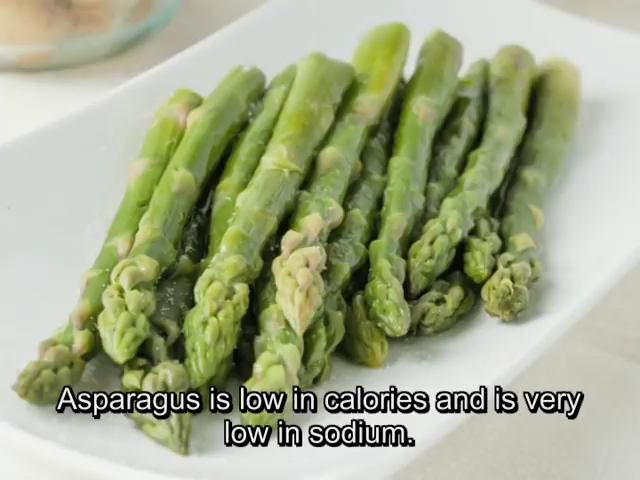 Asparagus is low in calories and is very
low in sodium.